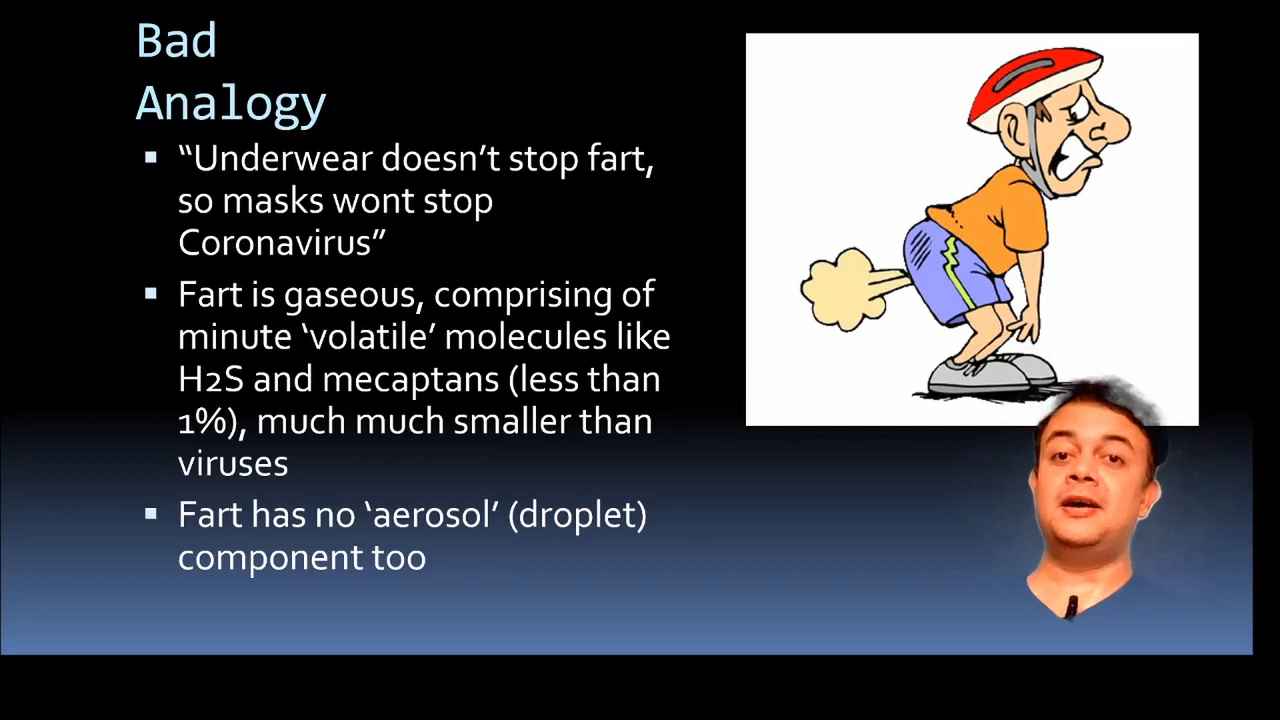 Bad
Analogy
“Underwear doesn’t stop fart,
so masks wont stop
Coronavirus”
Fart is gaseous, comprising of
minute ‘volatile’ molecules like
H2S and mecaptans (less than
1%), much much smaller than
viruses
Fart has no ‘aerosol’ (droplet)
component too